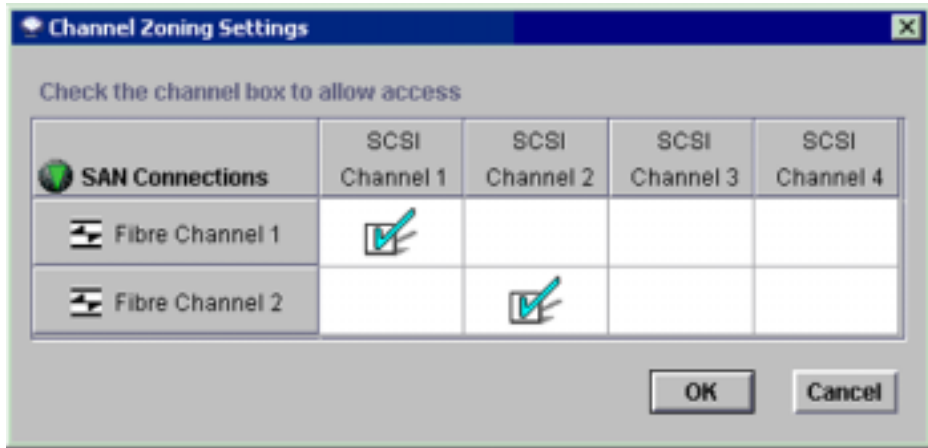 Channel Zoning Settings
Check the channel box to allow access
SAN Connections
SCSI Channel 1
SCSI Channel 2
SCSI Channel 3
SCSI Channel 4
Fibre Channel 1
Fibre Channel 2
OK
Cancel